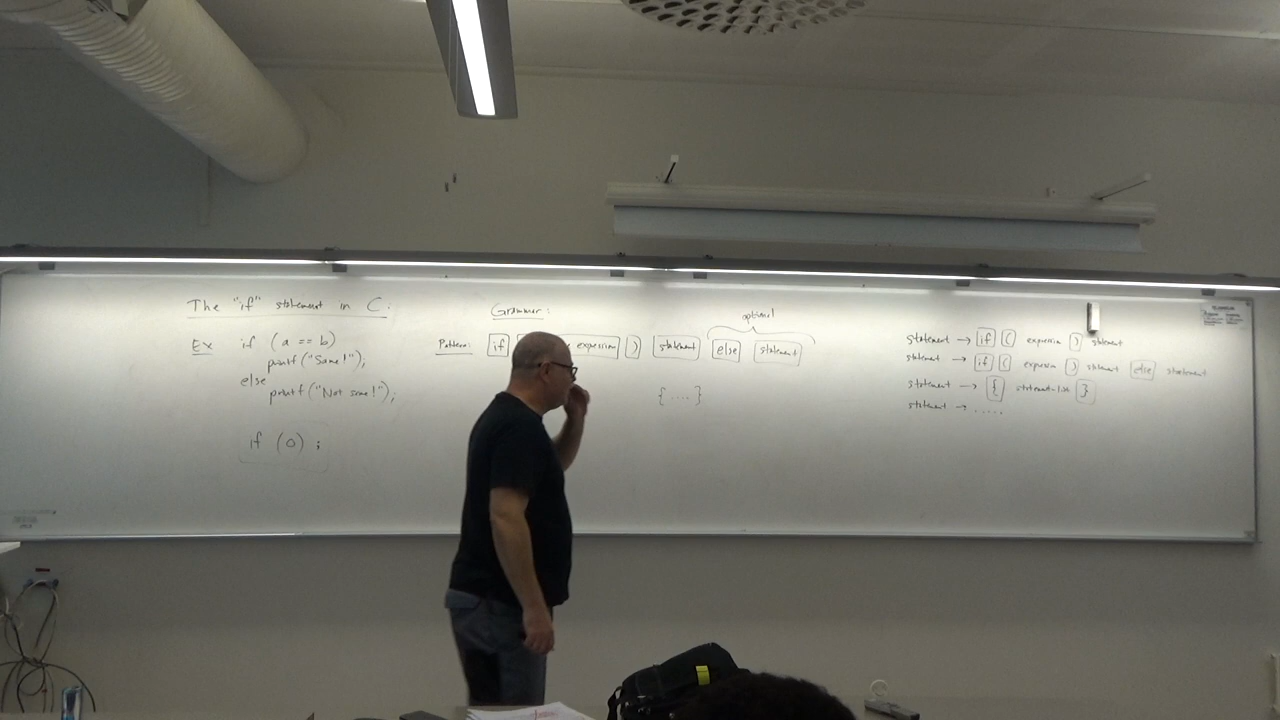 The "if" statement in C:
Ex if (a == b)
printf("Same!");
else
printf("Not same!");
if (0) ;
Grammar:
optional
Pattern: if expression ) statement else statement
{ .... }
statement → if ( expression ) statement
statement → if ( expression ) statement else statement
statement → { statement-list }
statement → .....